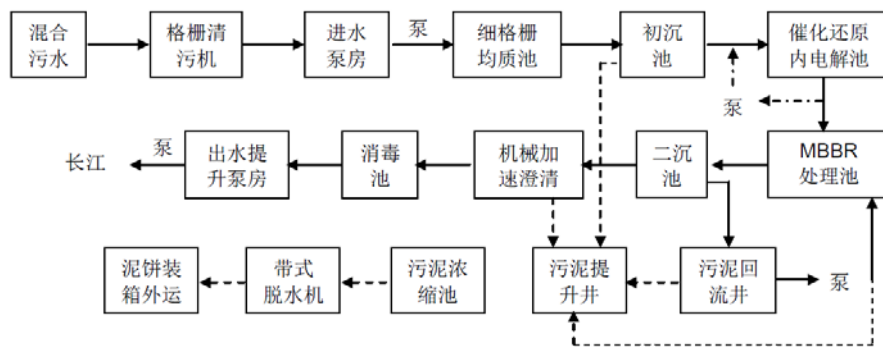 混合
污水
格栅清
污机
进水
泵房
泵
细格栅
均质池
初沉
池
泵
催化还原
内电解池
长江
泵
出水提
升泵房
消毒
池
机械加
速澄清
二沉
池
MBBR
处理池
泥饼装
箱外运
带式
脱水机
污泥浓
缩池
污泥提
升井
污泥回
流井
泵